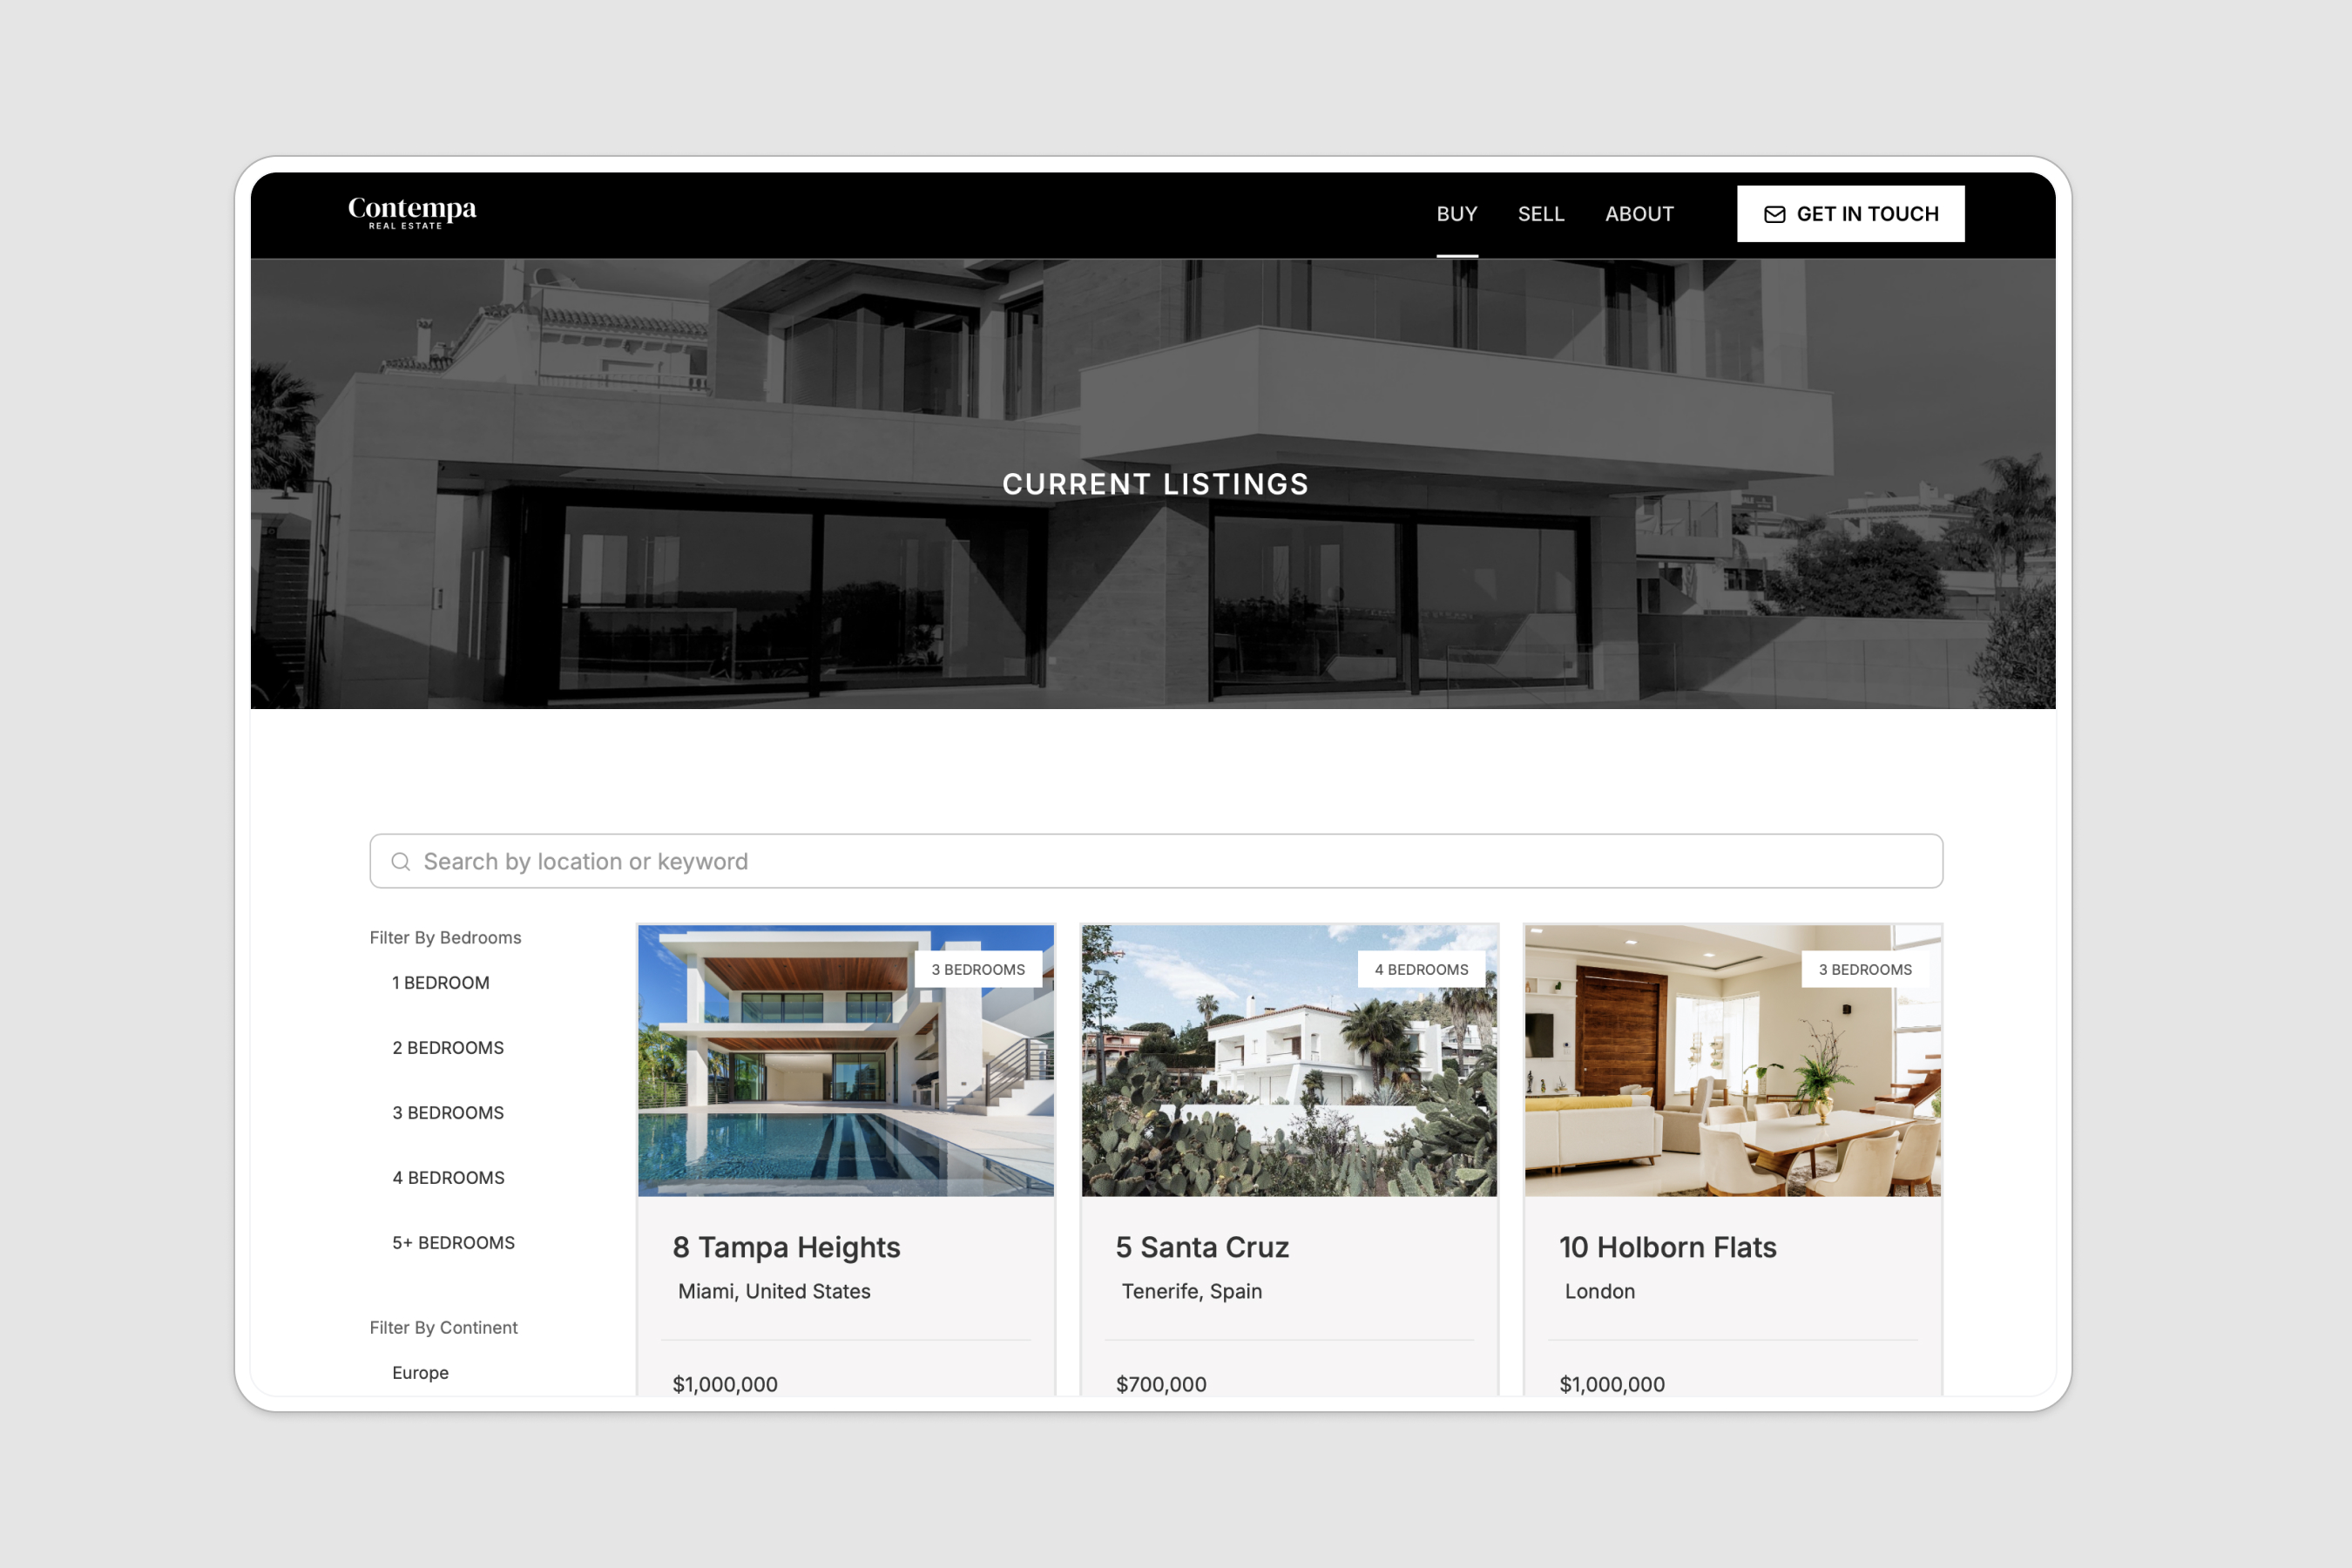 Contempa
REAL ESTATE
BUY SELL ABOUT GET IN TOUCH
CURRENT LISTINGS
Search by location or keyword
Filter By Bedrooms
1 BEDROOM
2 BEDROOMS
3 BEDROOMS
4 BEDROOMS
5+ BEDROOMS
Filter By Continent
Europe
3 BEDROOMS
8 Tampa Heights
Miami, United States
$1,000,000
4 BEDROOMS
5 Santa Cruz
Tenerife, Spain
$700,000
3 BEDROOMS
10 Holborn Flats
London
$1,000,000